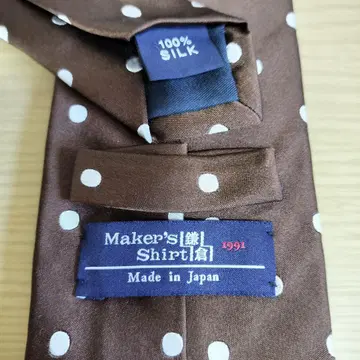 100%
SILK
Maker's 鎌 1991
Shirt 倉
Made in Japan